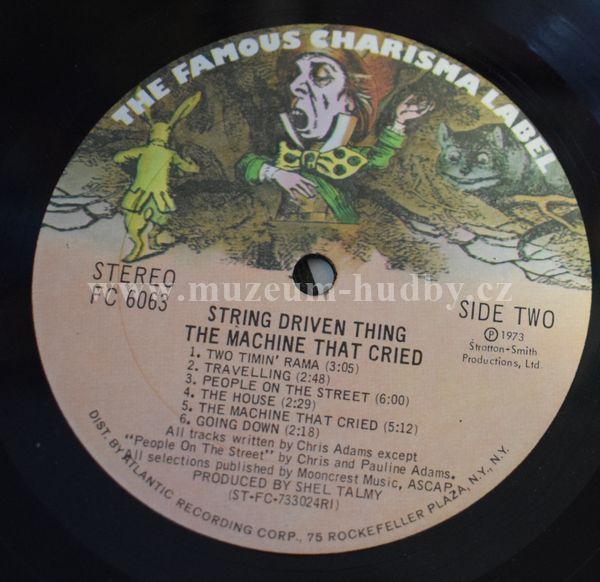 THE FAMOUS CHARISMA LABEL
www.muzeum-hudby.cz
STEREO
FC 6063
SIDE TWO
℗ 1973
Stratton-Smith
Productions, Ltd.
STRING DRIVEN THING
THE MACHINE THAT CRIED
1. TWO TIMIN' RAMA (3:05)
2. TRAVELLING (2:48)
3. PEOPLE ON THE STREET (6:00)
4. THE HOUSE (2:29)
5. THE MACHINE THAT CRIED (5:12)
6. GOING DOWN (2:18)
All tracks written by Chris Adams except
"People On The Street" by Chris and Pauline Adams.
All selections published by Mooncrest Music, ASCAP.
PRODUCED BY SHEL TALMY
(ST-FC-733024RI)
DIST. BY ATLANTIC RECORDING CORP., 75 ROCKEFELLER PLAZA, N.Y., N.Y.